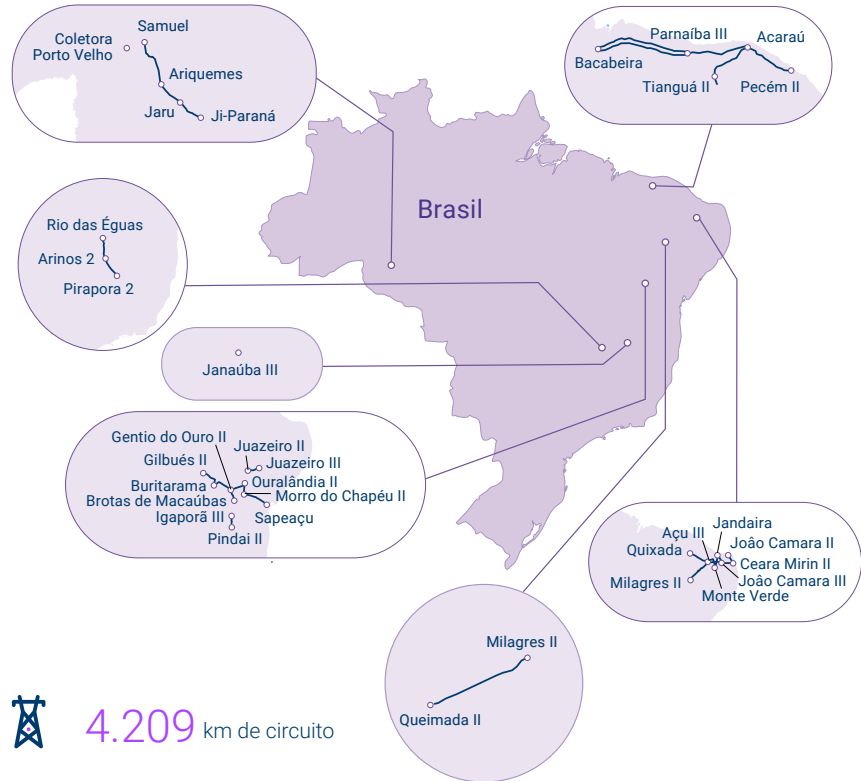 Samuel
Coletora
Porto Velho
Ariquemes
Jaru
Ji-Paraná
Parnaíba III
Acaraú
Bacabeira
Tianguá II
Pecém II
Brasil
Rio das Éguas
Arinos 2
Pirapora 2
Janaúba III
Gentio do Ouro II
Juazeiro II
Gilbués II
Juazeiro III
Buritarama
Ouralândia II
Brotas de Macaúbas
Morro do Chapéu II
Igaporã III
Sapeaçu
Pindai II
Jandaira
Açu III
João Camara II
Quixada
Ceara Mirin II
Milagres II
João Camara III
Monte Verde
Milagres II
Queimada II
4.209 km de circuito